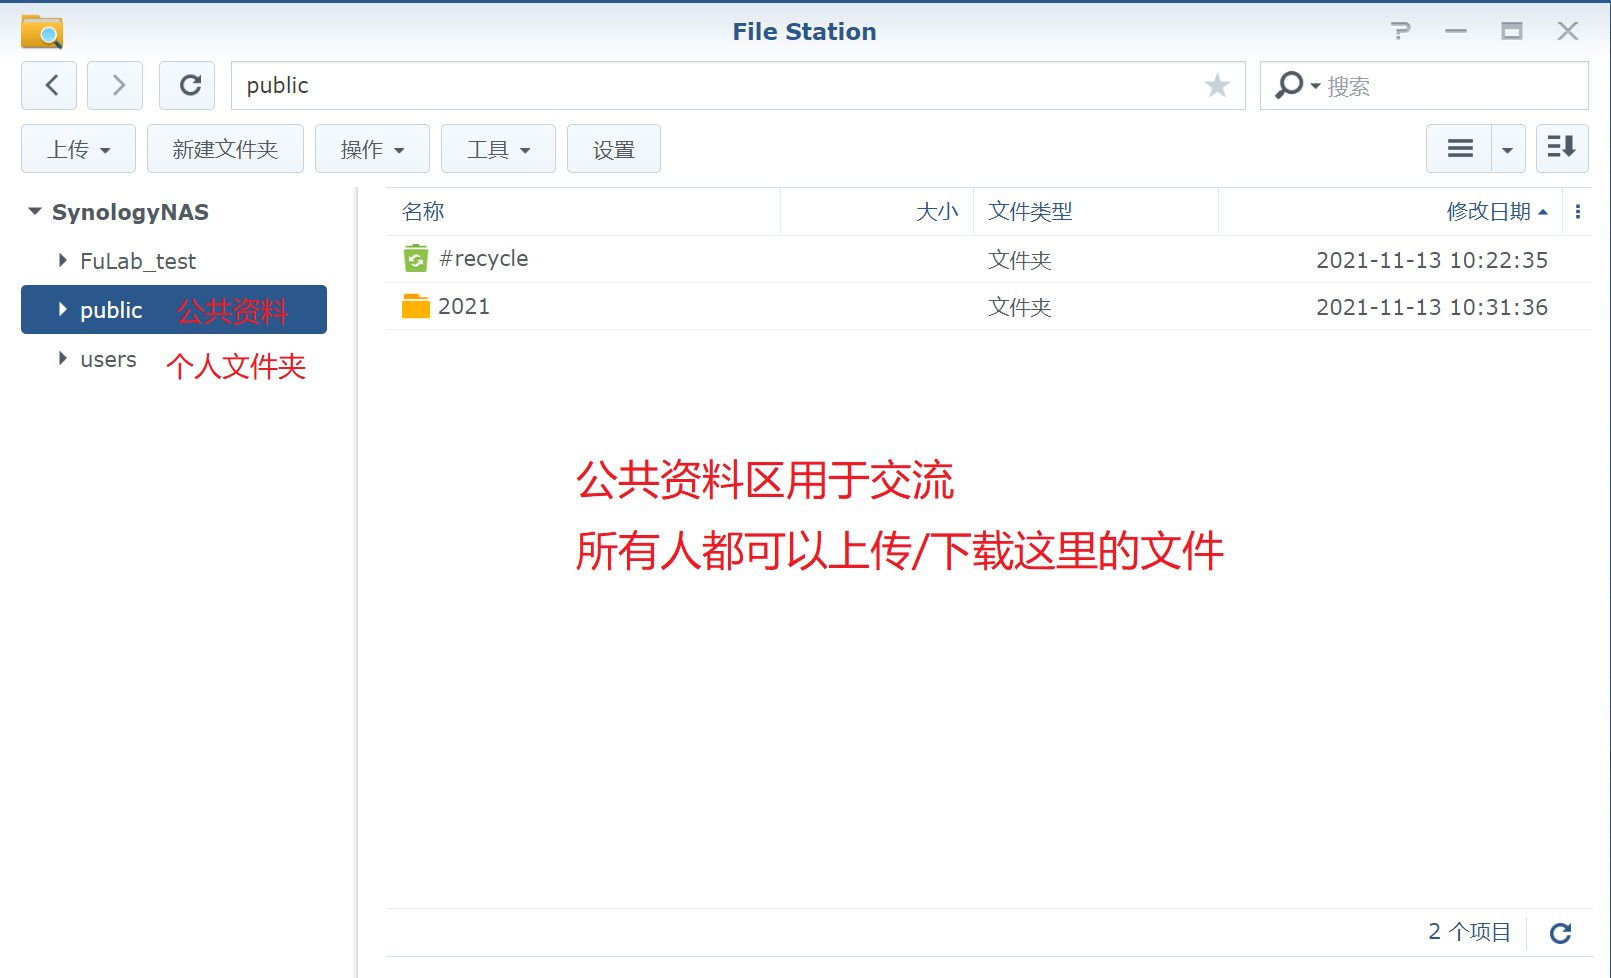 File Station
public
搜索
上传 新建文件夹 操作 工具 设置
SynologyNAS
FuLab_test
public 公共资料
users 个人文件夹
名称 大小 文件类型 修改日期
#recycle 文件夹 2021-11-13 10:22:35
2021 文件夹 2021-11-13 10:31:36
公共资料区用于交流
所有人都可以上传/下载这里的文件
2 个项目